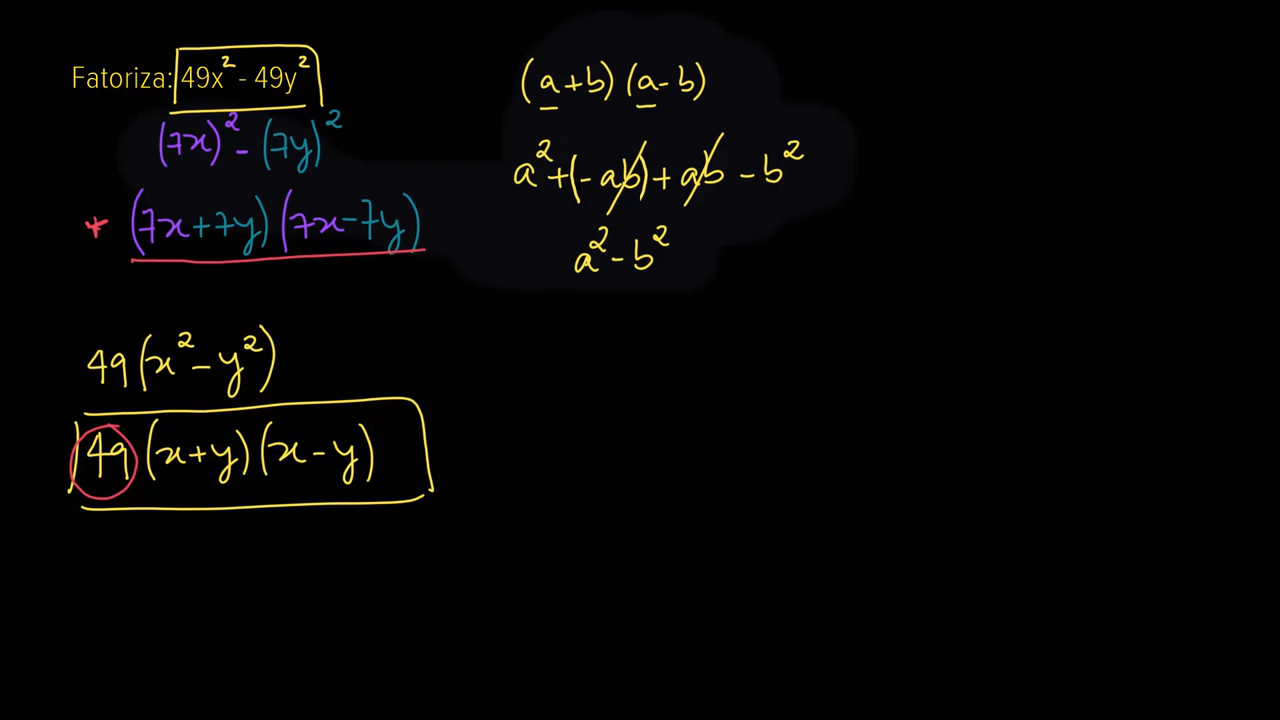 Fatoriza: 49x² - 49y²
(7x)² - (7y)²
* (7x+7y)(7x-7y)
49(x² - y²)
49(x+y)(x-y)
(a+b)(a-b)
a² + (-ab) + ab - b²
a² - b²